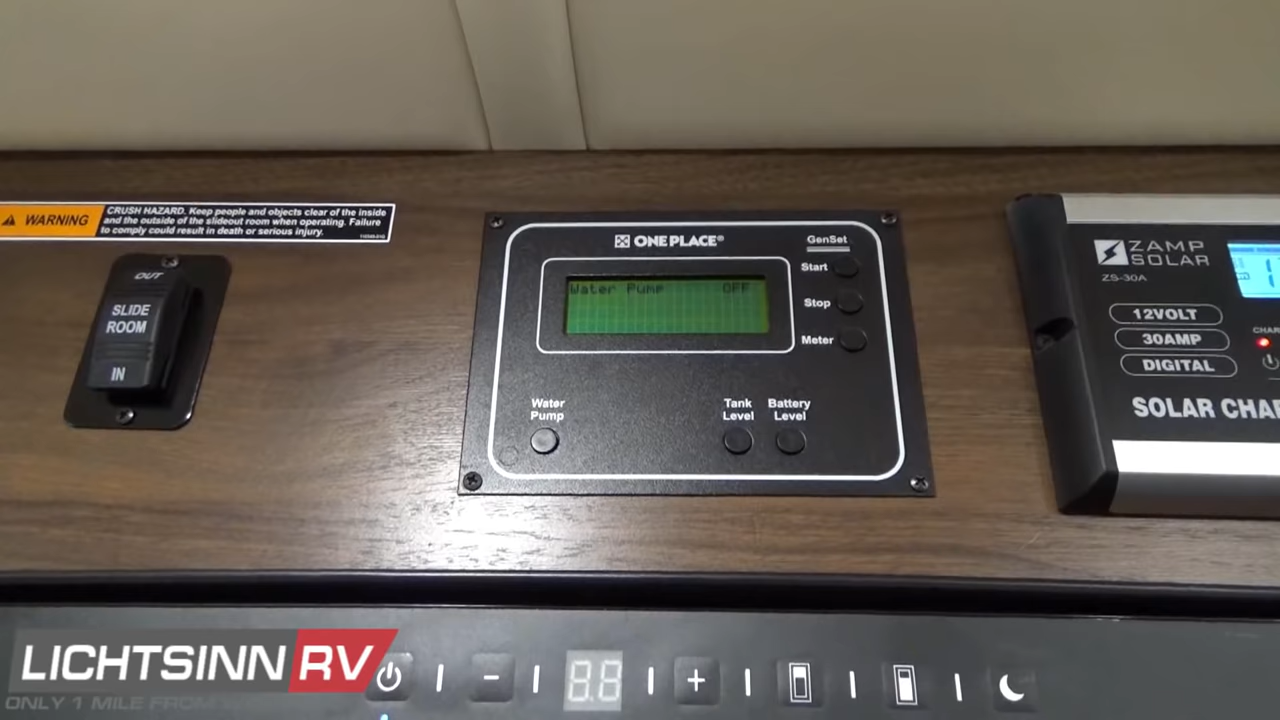 WARNING
CRUSH HAZARD. Keep people and objects clear of the inside
and the outside of the slideout room when operating. Failure
to comply could result in death or serious injury.
OUT
SLIDE
ROOM
IN
ONE PLACE®
GenSet
Start
Stop
Meter
Water Pump OFF
Water
Pump
Tank
Level
Battery
Level
ZAMP
SOLAR
ZS-30A
12VOLT
30AMP
DIGITAL
SOLAR CHA
LICHTSINN RV
ONLY 1 MILE FROM
8.8